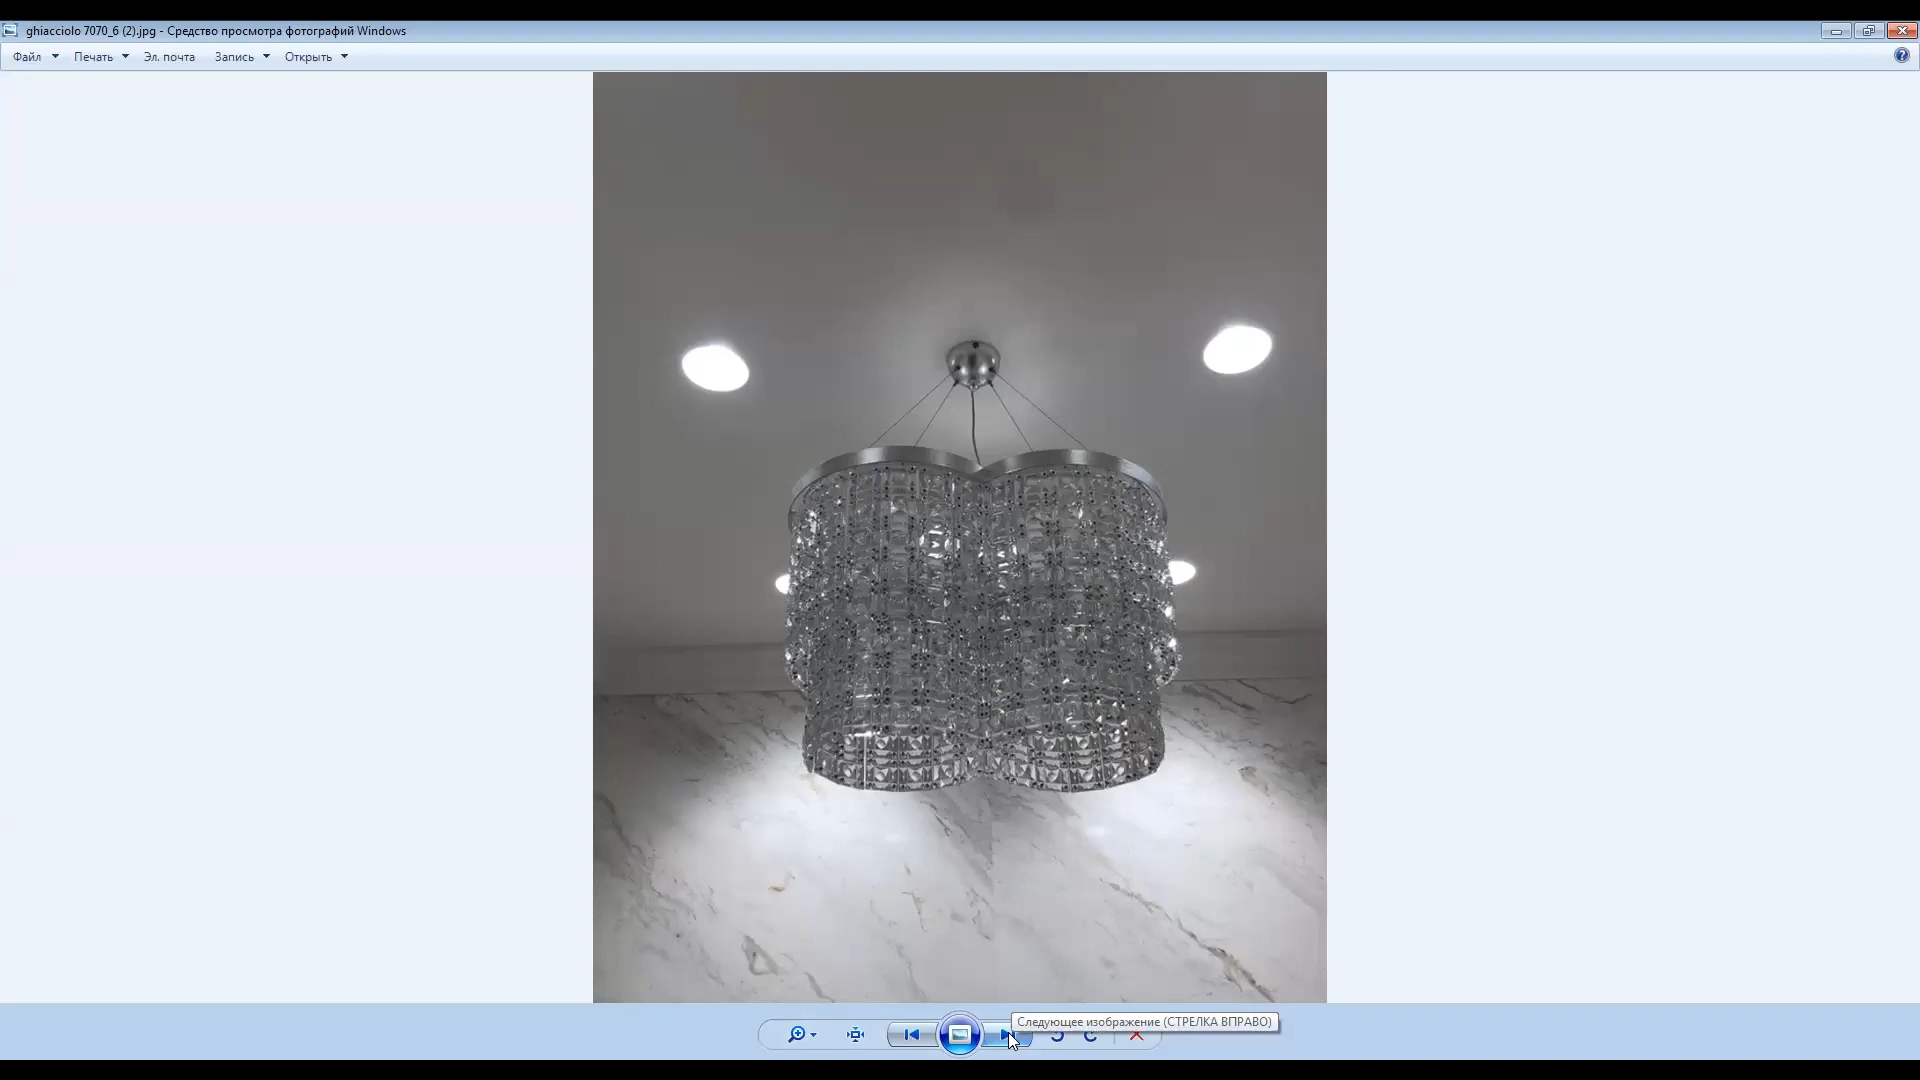 ghiacciolo 7070_6 (2).jpg - Средство просмотра фотографий Windows
Файл Печать Эл. почта Запись Открыть
Следующее изображение (СТРЕЛКА ВПРАВО)